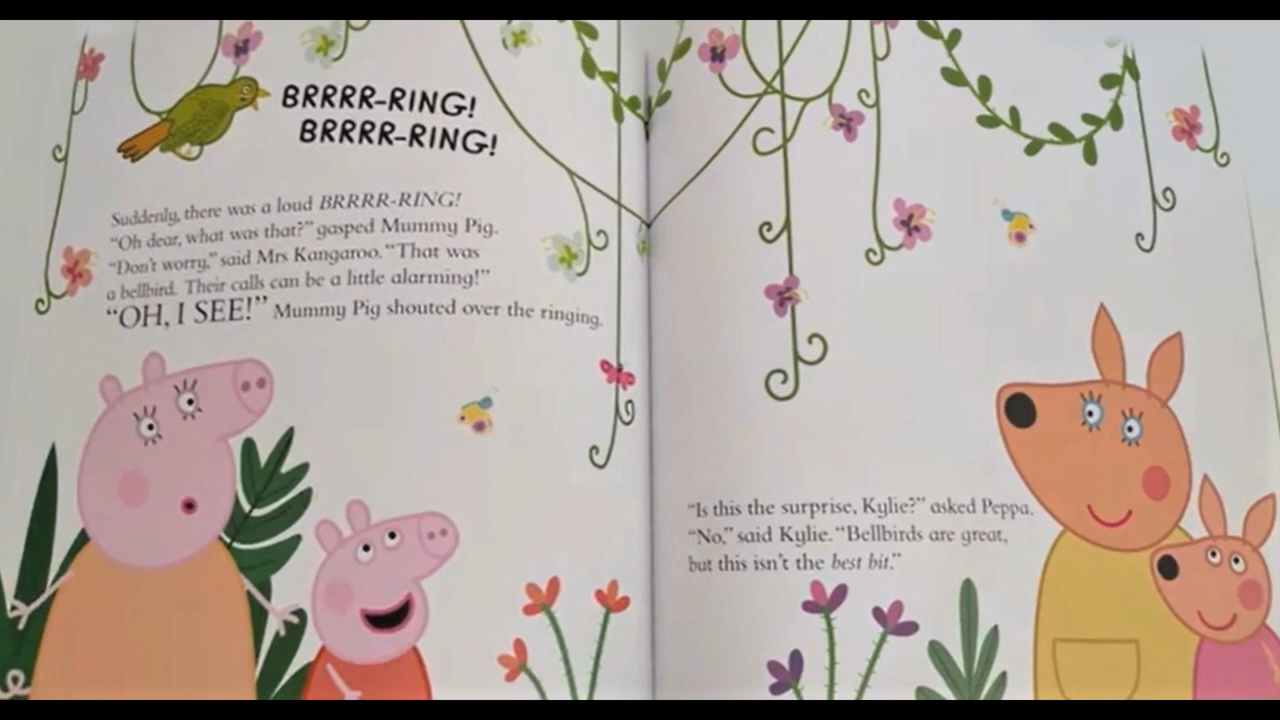 BRRRR-RING!
BRRRR-RING!
Suddenly, there was a loud BRRRR-RING!
“Oh dear, what was that?” gasped Mummy Pig.
“Don’t worry,” said Mrs Kangaroo. “That was
a bellbird. Their calls can be a little alarming!”
“OH, I SEE!” Mummy Pig shouted over the ringing.
“Is this the surprise, Kylie?” asked Peppa.
“No,” said Kylie. “Bellbirds are great,
but this isn’t the best bit.”